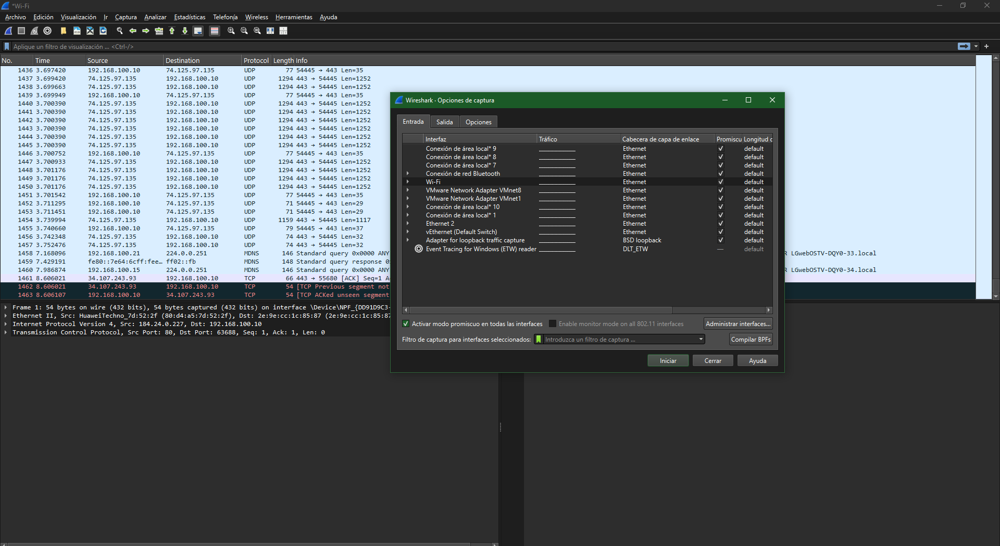 *Wi-Fi
Archivo Edición Visualización Ir Captura Analizar Estadísticas Telefonía Wireless Herramientas Ayuda
Aplique un filtro de visualización ... <Ctrl-/>
No. Time Source Destination Protocol Length Info
1436 3.697420 192.168.100.10 74.125.97.135 UDP 77 54445 → 443 Len=35
1437 3.699420 74.125.97.135 192.168.100.10 UDP 1294 443 → 54445 Len=1252
1438 3.699663 74.125.97.135 192.168.100.10 UDP 1294 443 → 54445 Len=1252
1439 3.699949 192.168.100.10 74.125.97.135 UDP 77 54445 → 443 Len=35
1440 3.700390 74.125.97.135 192.168.100.10 UDP 1294 443 → 54445 Len=1252
1441 3.700390 74.125.97.135 192.168.100.10 UDP 1294 443 → 54445 Len=1252
1442 3.700390 74.125.97.135 192.168.100.10 UDP 1294 443 → 54445 Len=1252
1443 3.700390 74.125.97.135 192.168.100.10 UDP 1294 443 → 54445 Len=1252
1444 3.700390 74.125.97.135 192.168.100.10 UDP 1294 443 → 54445 Len=1252
1445 3.700390 74.125.97.135 192.168.100.10 UDP 1294 443 → 54445 Len=1252
1446 3.700752 192.168.100.10 74.125.97.135 UDP 77 54445 → 443 Len=35
1447 3.700933 74.125.97.135 192.168.100.10 UDP 1294 443 → 54445 Len=1252
1448 3.701176 74.125.97.135 192.168.100.10 UDP 1294 443 → 54445 Len=1252
1449 3.701176 74.125.97.135 192.168.100.10 UDP 1294 443 → 54445 Len=1252
1450 3.701176 74.125.97.135 192.168.100.10 UDP 1294 443 → 54445 Len=1252
1451 3.701542 192.168.100.10 74.125.97.135 UDP 77 54445 → 443 Len=35
1452 3.711295 192.168.100.10 74.125.97.135 UDP 71 54445 → 443 Len=29
1453 3.711451 192.168.100.10 74.125.97.135 UDP 71 54445 → 443 Len=29
1454 3.739994 74.125.97.135 192.168.100.10 UDP 1159 443 → 54445 Len=1117
1455 3.740660 192.168.100.10 74.125.97.135 UDP 79 54445 → 443 Len=37
1456 3.742348 74.125.97.135 192.168.100.10 UDP 74 443 → 54445 Len=32
1457 3.752476 74.125.97.135 192.168.100.10 UDP 74 443 → 54445 Len=32
1458 7.168096 192.168.100.21 224.0.0.251 MDNS 146 Standard query 0x0000 ANY R LGwebOSTV-DQY0-33.local
1459 7.429191 fe80::7e64:6cff:fee… ff02::fb MDNS 148 Standard query response 0
1460 7.986874 192.168.100.15 224.0.0.251 MDNS 146 Standard query 0x0000 ANY R LGwebOSTV-DQY0-34.local
1461 8.606021 34.107.243.93 192.168.100.10 TCP 66 443 → 55680 [ACK] Seq=1 A
1462 8.606021 34.107.243.93 192.168.100.10 TCP 54 [TCP Previous segment not
1463 8.606107 192.168.100.10 34.107.243.93 TCP 54 [TCP ACKed unseen segment
Frame 1: 54 bytes on wire (432 bits), 54 bytes captured (432 bits) on interface \Device\NPF_{DD91D9C3-
Ethernet II, Src: HuaweiTechno_7d:52:2f (80:d4:a5:7d:52:2f), Dst: 2e:9e:cc:1c:85:87 (2e:9e:cc:1c:85:87
Internet Protocol Version 4, Src: 184.24.0.227, Dst: 192.168.100.10
Transmission Control Protocol, Src Port: 80, Dst Port: 63688, Seq: 1, Ack: 1, Len: 0
Wireshark · Opciones de captura
Entrada Salida Opciones
Interfaz Tráfico Cabecera de capa de enlace Promiscu Longitud d
Conexión de área local* 9 Ethernet default
Conexión de área local* 8 Ethernet default
Conexión de área local* 7 Ethernet default
Conexión de red Bluetooth Ethernet default
Wi-Fi Ethernet default
VMware Network Adapter VMnet8 Ethernet default
VMware Network Adapter VMnet1 Ethernet default
Conexión de área local* 10 Ethernet default
Conexión de área local* 1 Ethernet default
Ethernet 2 Ethernet default
vEthernet (Default Switch) Ethernet default
Adapter for loopback traffic capture BSD loopback default
Event Tracing for Windows (ETW) reader DLT_ETW — default
Activar modo promiscuo en todas las interfaces Enable monitor mode on all 802.11 interfaces Administrar interfaces...
Filtro de captura para interfaces seleccionados: Introduzca un filtro de captura ... Compilar BPFs
Iniciar Cerrar Ayuda